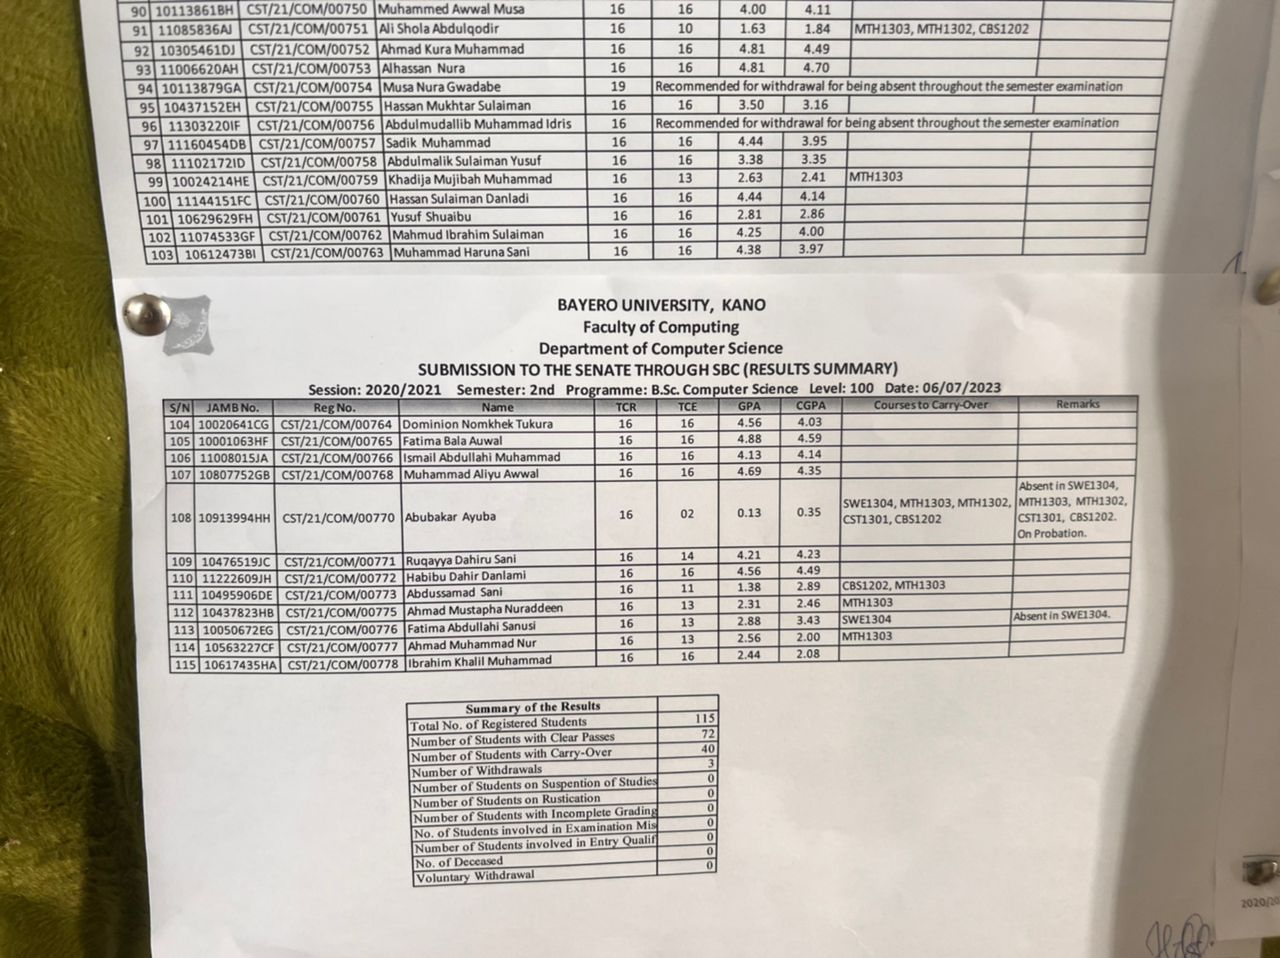 90 10113861BH CST/21/COM/00750 Muhammed Awwal Musa 16 16 4.00 4.11
91 11085836AJ CST/21/COM/00751 Ali Shola Abdulqodir 16 10 1.63 1.84 MTH1303, MTH1302, CBS1202
92 10305461DJ CST/21/COM/00752 Ahmad Kura Muhammad 16 16 4.81 4.49
93 11006620AH CST/21/COM/00753 Alhassan Nura 16 16 4.81 4.70
94 10113879GA CST/21/COM/00754 Musa Nura Gwadabe 19 Recommended for withdrawal for being absent throughout the semester examination
95 10437152EH CST/21/COM/00755 Hassan Mukhtar Sulaiman 16 16 3.50 3.16
96 11303220IF CST/21/COM/00756 Abdulmudallib Muhammad Idris 16 Recommended for withdrawal for being absent throughout the semester examination
97 11160454DB CST/21/COM/00757 Sadik Muhammad 16 16 4.44 3.95
98 11102172ID CST/21/COM/00758 Abdulmalik Sulaiman Yusuf 16 16 3.38 3.35
99 10024214HE CST/21/COM/00759 Khadija Mujibah Muhammad 16 13 2.63 2.41 MTH1303
100 11144151FC CST/21/COM/00760 Hassan Sulaiman Danladi 16 16 4.44 4.14
101 10629629FH CST/21/COM/00761 Yusuf Shuaibu 16 16 2.81 2.86
102 11074533GF CST/21/COM/00762 Mahmud Ibrahim Sulaiman 16 16 4.25 4.00
103 10612473BI CST/21/COM/00763 Muhammad Haruna Sani 16 16 4.38 3.97
BAYERO UNIVERSITY, KANO
Faculty of Computing
Department of Computer Science
SUBMISSION TO THE SENATE THROUGH SBC (RESULTS SUMMARY)
Session: 2020/2021 Semester: 2nd Programme: B.Sc. Computer Science Level: 100 Date: 06/07/2023
S/N JAMB No. Reg No. Name TCR TCE GPA CGPA Courses to Carry-Over Remarks
104 10020641CG CST/21/COM/00764 Dominion Nomkhek Tukura 16 16 4.56 4.03
105 10001063HF CST/21/COM/00765 Fatima Bala Auwal 16 16 4.88 4.59
106 11008015JA CST/21/COM/00766 Ismail Abdullahi Muhammad 16 16 4.13 4.14
107 10807752GB CST/21/COM/00768 Muhammad Aliyu Awwal 16 16 4.69 4.35
Absent in SWE1304,
SWE1304, MTH1303, MTH1302, MTH1303, MTH1302,
108 10913994HH CST/21/COM/00770 Abubakar Ayuba 16 02 0.13 0.35 CST1301, CBS1202 CST1301, CBS1202.
On Probation.
109 10476519JC CST/21/COM/00771 Ruqayya Dahiru Sani 16 14 4.21 4.23
110 11222609JH CST/21/COM/00772 Habibu Dahir Danlami 16 16 4.56 4.49
111 10495906DE CST/21/COM/00773 Abdussamad Sani 16 11 1.38 2.89 CBS1202, MTH1303
112 10437823HB CST/21/COM/00775 Ahmad Mustapha Nuraddeen 16 13 2.31 2.46 MTH1303
113 10050672EG CST/21/COM/00776 Fatima Abdullahi Sanusi 16 13 2.88 3.43 SWE1304 Absent in SWE1304.
114 10563227CF CST/21/COM/00777 Ahmad Muhammad Nur 16 13 2.56 2.00 MTH1303
115 10617435HA CST/21/COM/00778 Ibrahim Khalil Muhammad 16 16 2.44 2.08
Summary of the Results
Total No. of Registered Students 115
Number of Students with Clear Passes 72
Number of Students with Carry-Over 40
Number of Withdrawals 3
Number of Students on Suspention of Studies 0
Number of Students on Rustication 0
Number of Students with Incomplete Grading 0
No. of Students involved in Examination Mis 0
Number of Students involved in Entry Qualif 0
No. of Deceased 0
Voluntary Withdrawal 0
2020/20